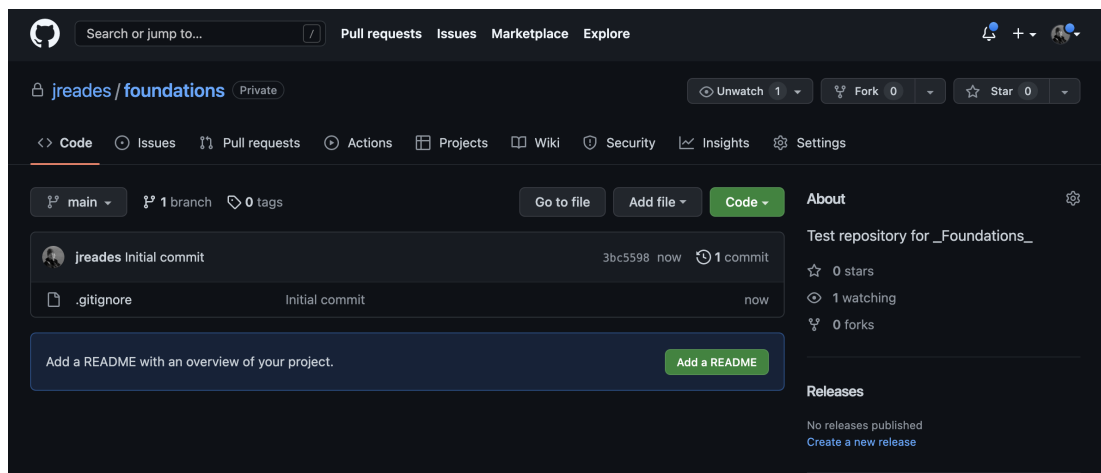 Search or jump to... /
Pull requests Issues Marketplace Explore
jreades / foundations Private
Unwatch 1 Fork 0 Star 0
Code Issues Pull requests Actions Projects Wiki Security Insights Settings
main 1 branch 0 tags Go to file Add file Code
jreades Initial commit 3bc5598 now 1 commit
.gitignore Initial commit now
Add a README with an overview of your project. Add a README
About
Test repository for _Foundations_
0 stars
1 watching
0 forks
Releases
No releases published
Create a new release